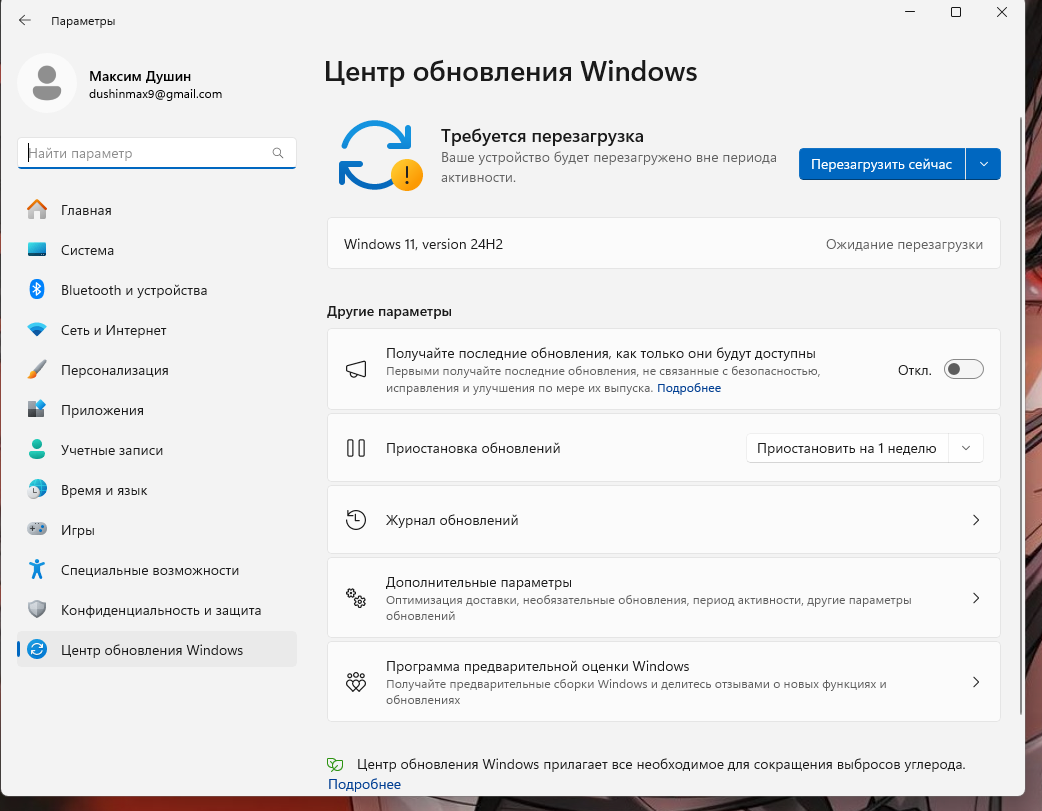 Параметры
Максим Душин
dushinmax9@gmail.com
Найти параметр
Главная
Система
Bluetooth и устройства
Сеть и Интернет
Персонализация
Приложения
Учетные записи
Время и язык
Игры
Специальные возможности
Конфиденциальность и защита
Центр обновления Windows
Центр обновления Windows
Требуется перезагрузка
Ваше устройство будет перезагружено вне периода
активности.
Перезагрузить сейчас
Windows 11, version 24H2
Ожидание перезагрузки
Другие параметры
Получайте последние обновления, как только они будут доступны
Первыми получайте последние обновления, не связанные с безопасностью,
исправления и улучшения по мере их выпуска. Подробнее
Откл.
Приостановка обновлений
Приостановить на 1 неделю
Журнал обновлений
Дополнительные параметры
Оптимизация доставки, необязательные обновления, период активности, другие параметры
обновлений
Программа предварительной оценки Windows
Получайте предварительные сборки Windows и делитесь отзывами о новых функциях и
обновлениях
Центр обновления Windows прилагает все необходимое для сокращения выбросов углерода.
Подробнее